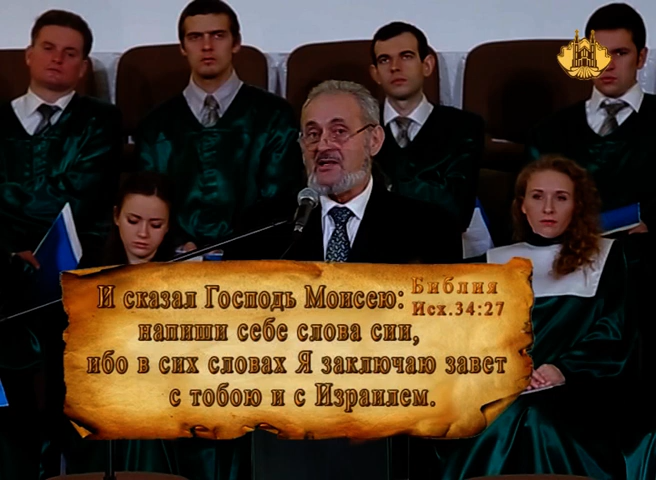 И сказал Господь Моисею:
Библия
Исх.34:27
напиши себе слова сии,
ибо в сих словах Я заключаю завет
с тобою и с Израилем.